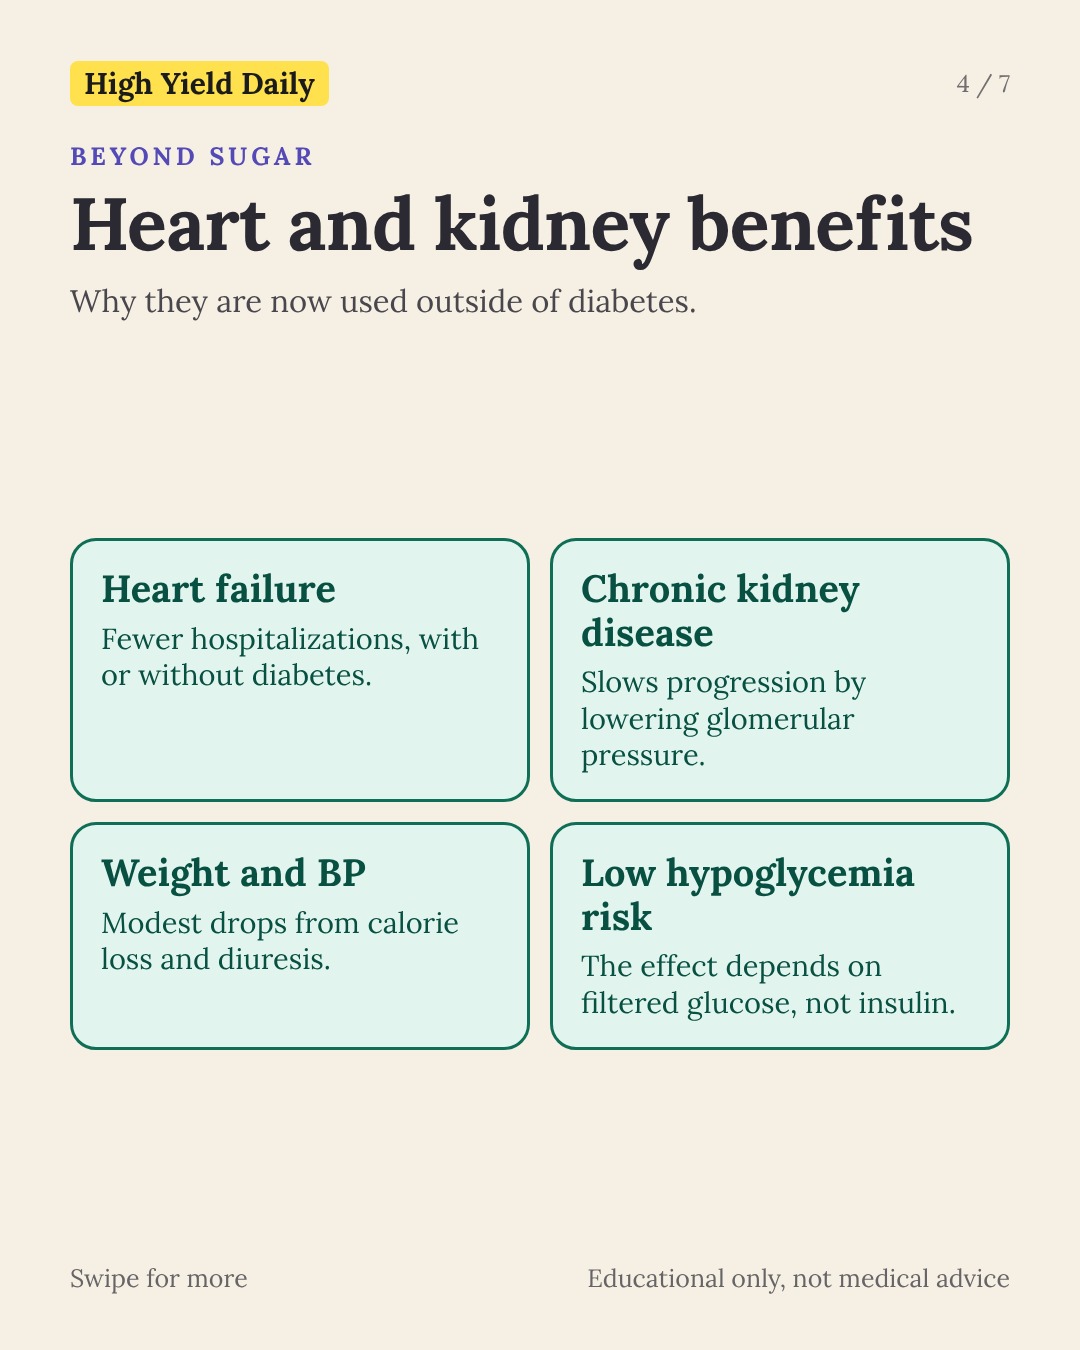 High Yield Daily
4 / 7
BEYOND SUGAR
Heart and kidney benefits
Why they are now used outside of diabetes.
Heart failure
Fewer hospitalizations, with
or without diabetes.
Chronic kidney
disease
Slows progression by
lowering glomerular
pressure.
Weight and BP
Modest drops from calorie
loss and diuresis.
Low hypoglycemia
risk
The effect depends on
filtered glucose, not insulin.
Swipe for more
Educational only, not medical advice